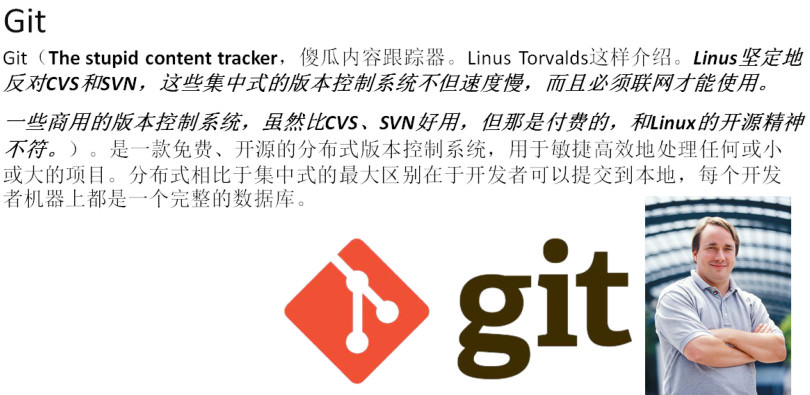 Git
Git（The stupid content tracker，傻瓜内容跟踪器。Linus Torvalds这样介绍。Linus坚定地
反对CVS和SVN，这些集中式的版本控制系统不但速度慢，而且必须联网才能使用。
一些商用的版本控制系统，虽然比CVS、SVN好用，但那是付费的，和Linux的开源精神
不符。）。是一款免费、开源的分布式版本控制系统，用于敏捷高效地处理任何或小
或大的项目。分布式相比于集中式的最大区别在于开发者可以提交到本地，每个开发
者机器上都是一个完整的数据库。
git